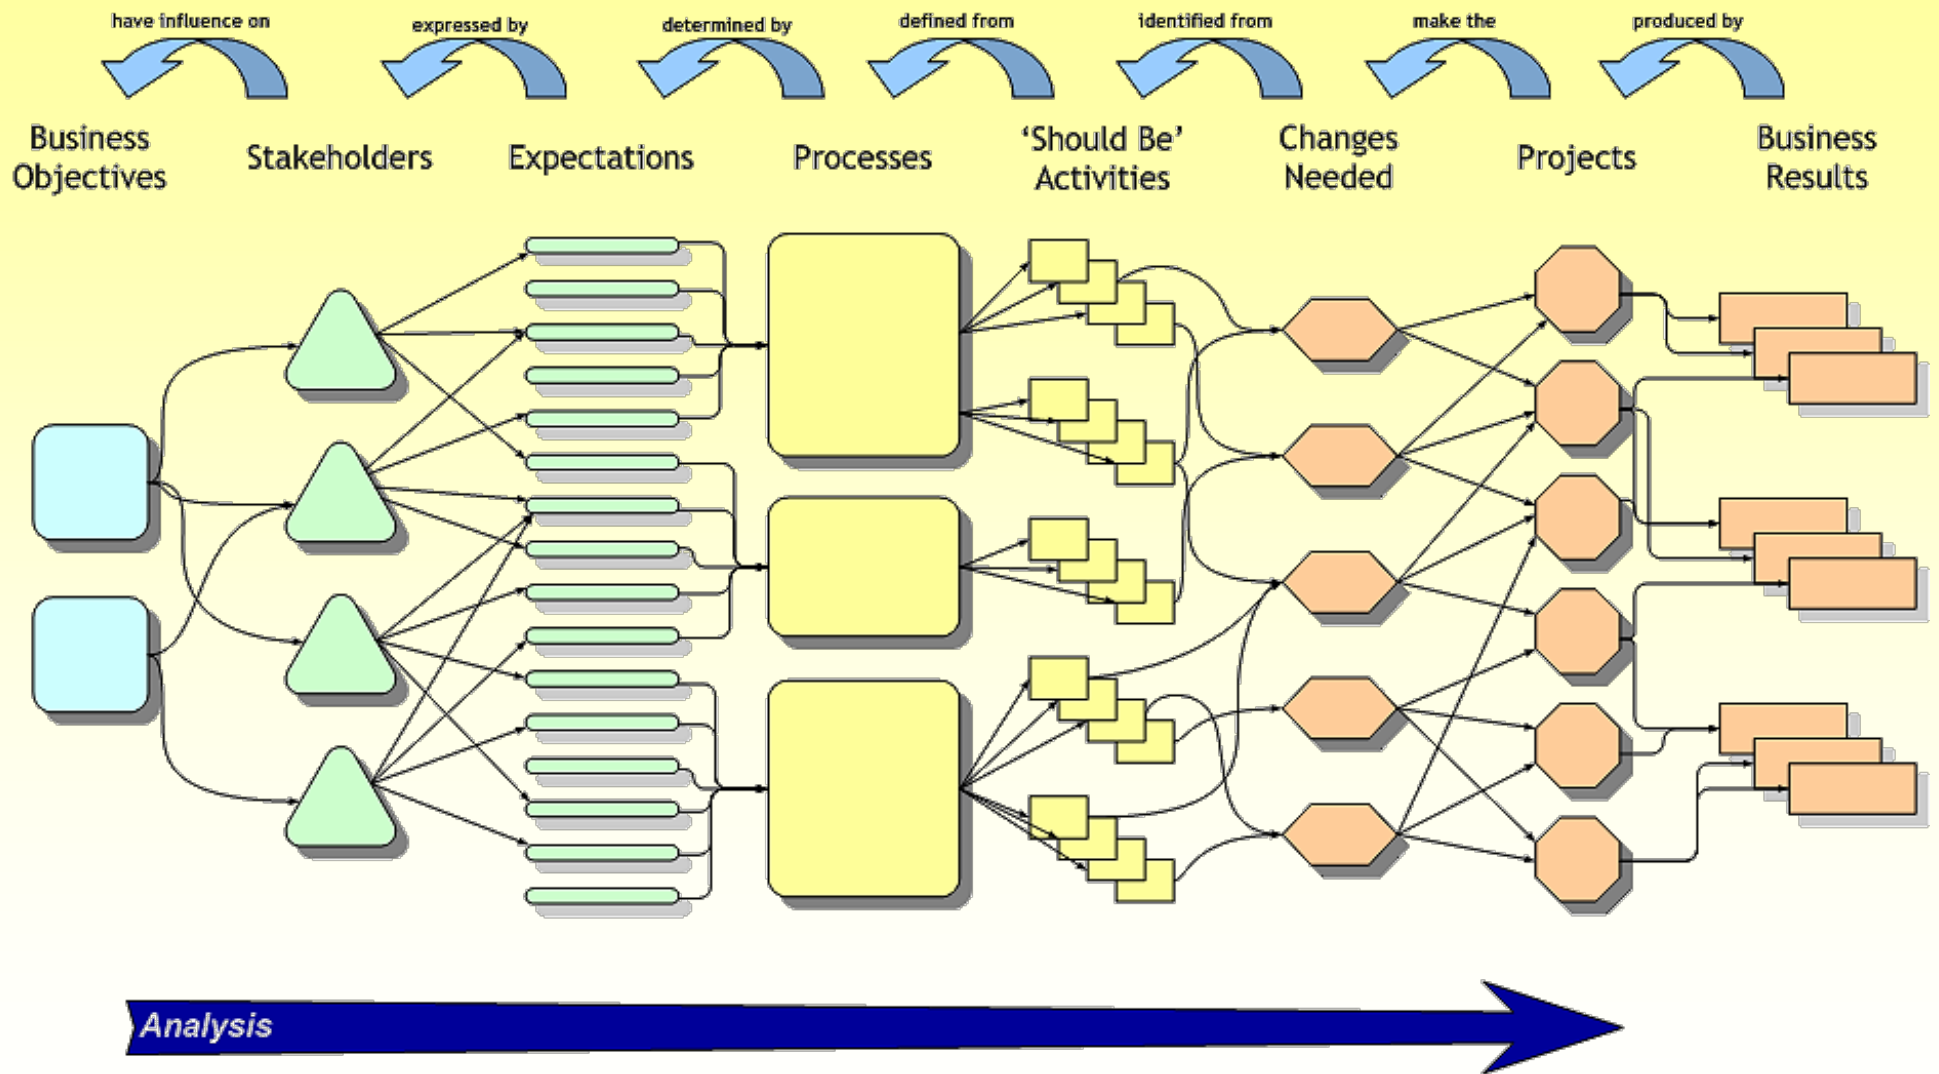 have influence on
expressed by
determined by
defined from
identified from
make the
produced by
Business
Objectives
Stakeholders
Expectations
Processes
‘Should Be’
Activities
Changes
Needed
Projects
Business
Results
Analysis